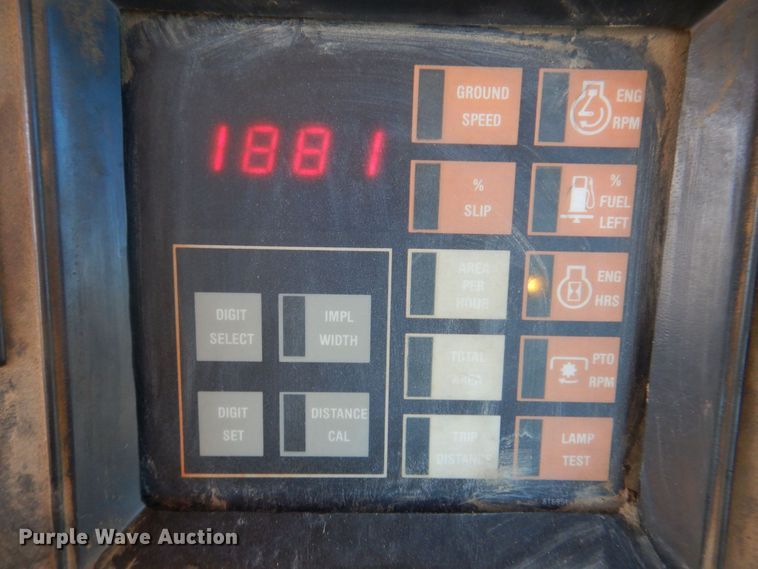 1881
GROUND
SPEED
ENG
RPM
%
SLIP
%
FUEL
LEFT
AREA
PER
HOUR
ENG
HRS
DIGIT
SELECT
IMPL
WIDTH
TOTAL
AREA
PTO
RPM
DIGIT
SET
DISTANCE
CAL
TRIP
DISTANCE
LAMP
TEST
Purple Wave Auction